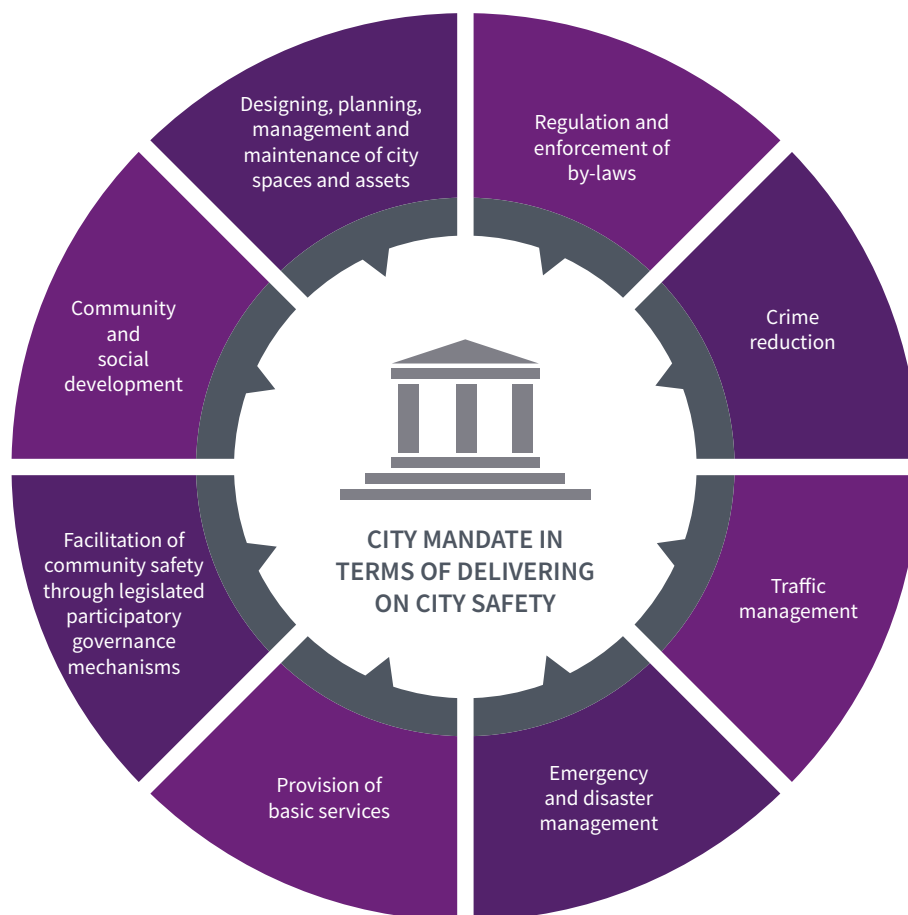 Designing, planning,
management and
maintenance of city
spaces and assets
Regulation and
enforcement of
by-laws
Crime
reduction
Traffic
management
Emergency
and disaster
management
Provision of
basic services
Facilitation of
community safety
through legislated
participatory
governance
mechanisms
Community
and
social
development
CITY MANDATE IN
TERMS OF DELIVERING
ON CITY SAFETY